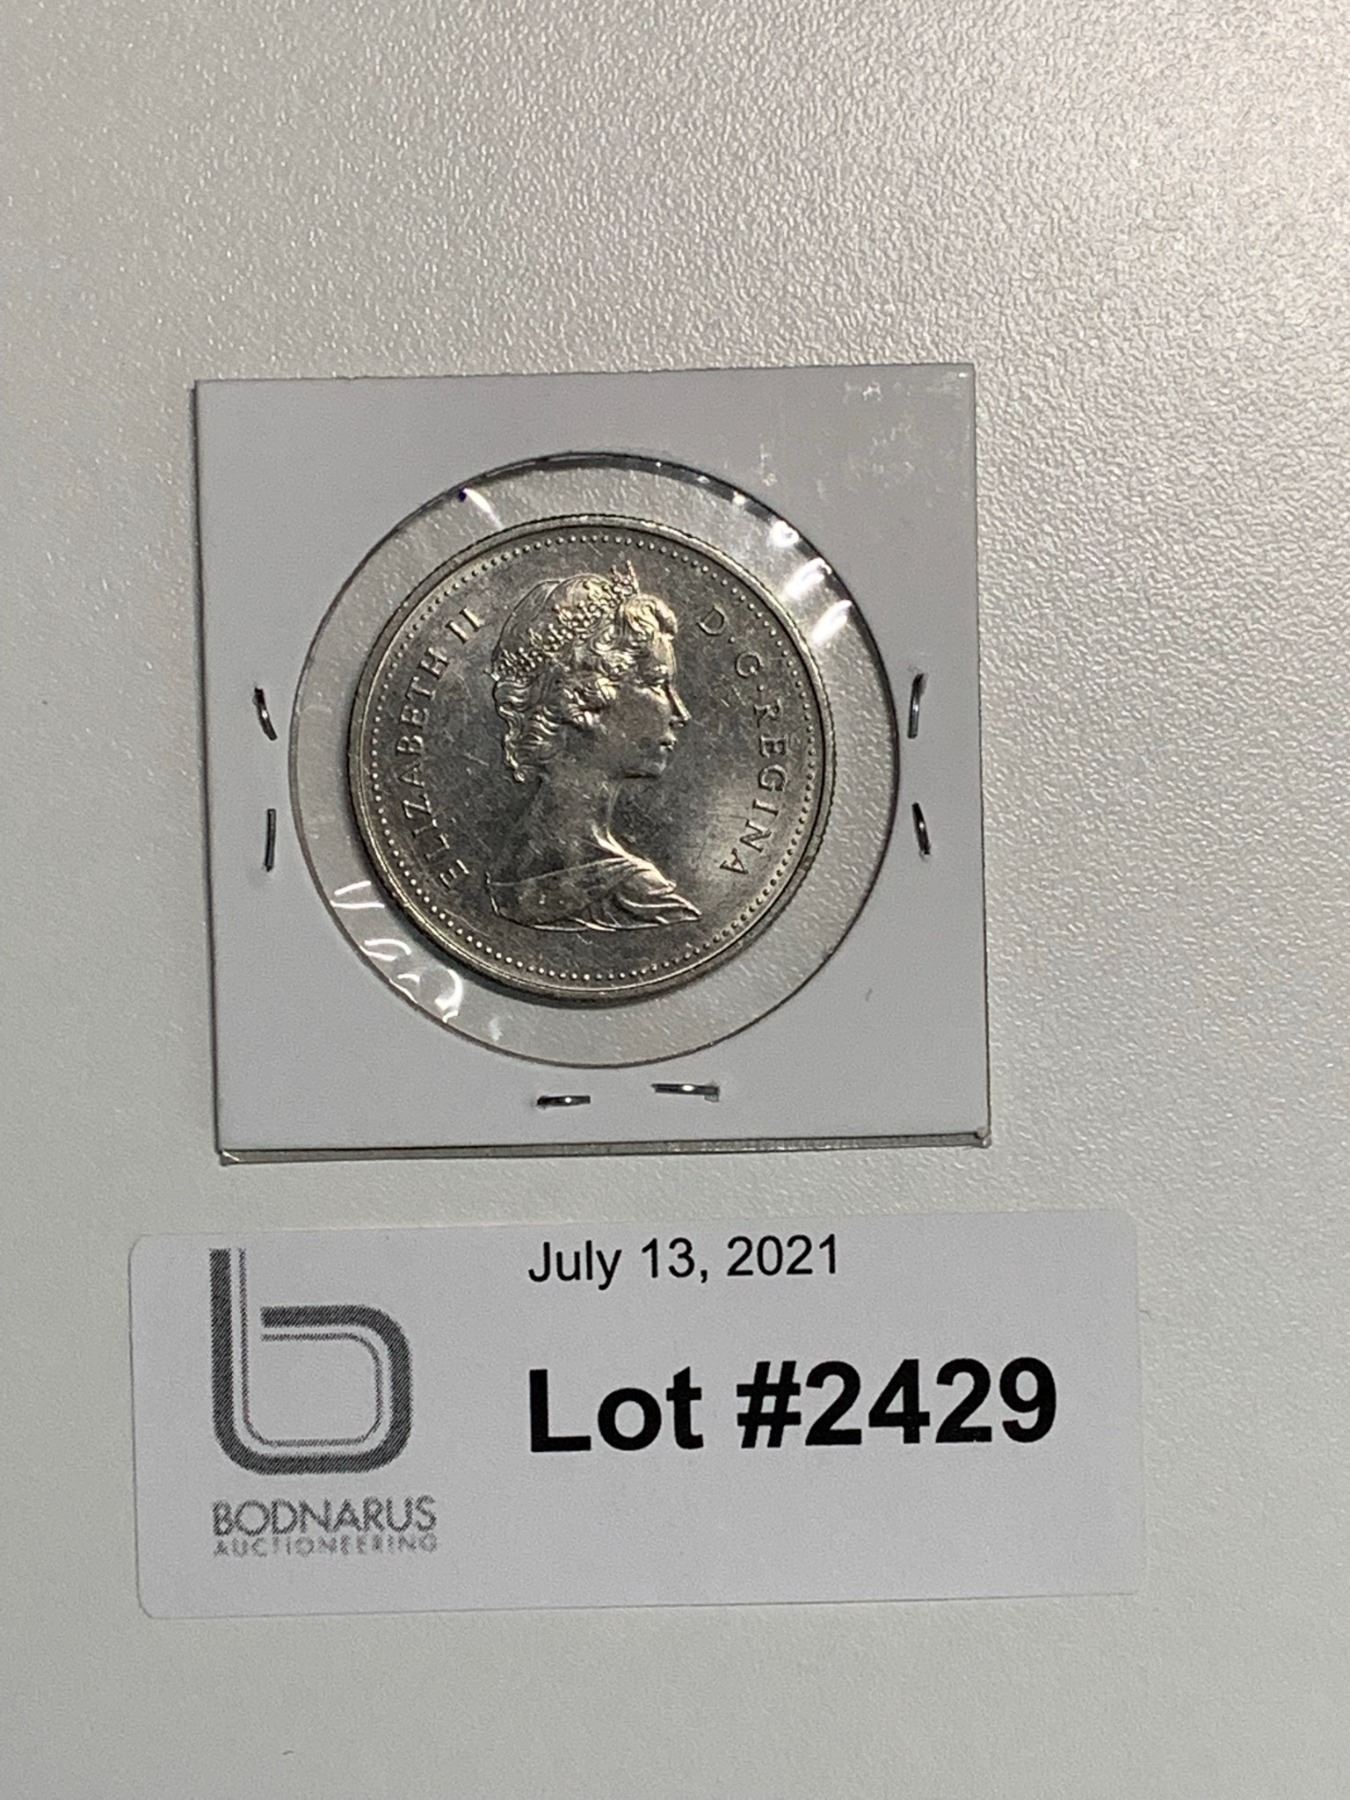 ELIZABETH II D·G·REGINA
July 13, 2021
Lot #2429
BODNARUS
AUCTIONEERING